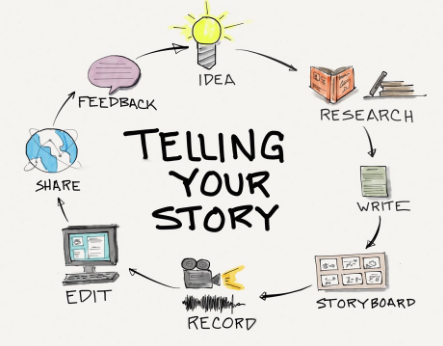 TELLING
YOUR
STORY
IDEA
RESEARCH
WRITE
STORYBOARD
RECORD
EDIT
SHARE
FEEDBACK